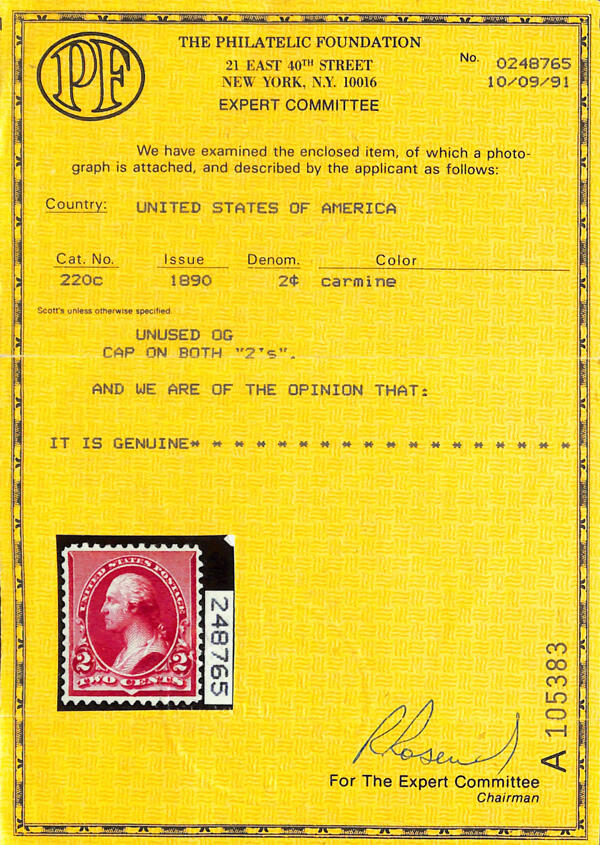 PF
THE PHILATELIC FOUNDATION
21 EAST 40TH STREET
NEW YORK, N.Y. 10016
EXPERT COMMITTEE
No. 0248765
10/09/91
We have examined the enclosed item, of which a photo-
graph is attached, and described by the applicant as follows:
Country: UNITED STATES OF AMERICA
Cat. No. Issue Denom. Color
220c 1890 2¢ carmine
Scott's unless otherwise specified.
UNUSED OG
CAP ON BOTH "2's".
AND WE ARE OF THE OPINION THAT:
IT IS GENUINE* * * * * * * * * * * * * * * * * *
UNITED STATES POSTAGE
2 2
TWO CENTS
248765
A 105383
For The Expert Committee
Chairman